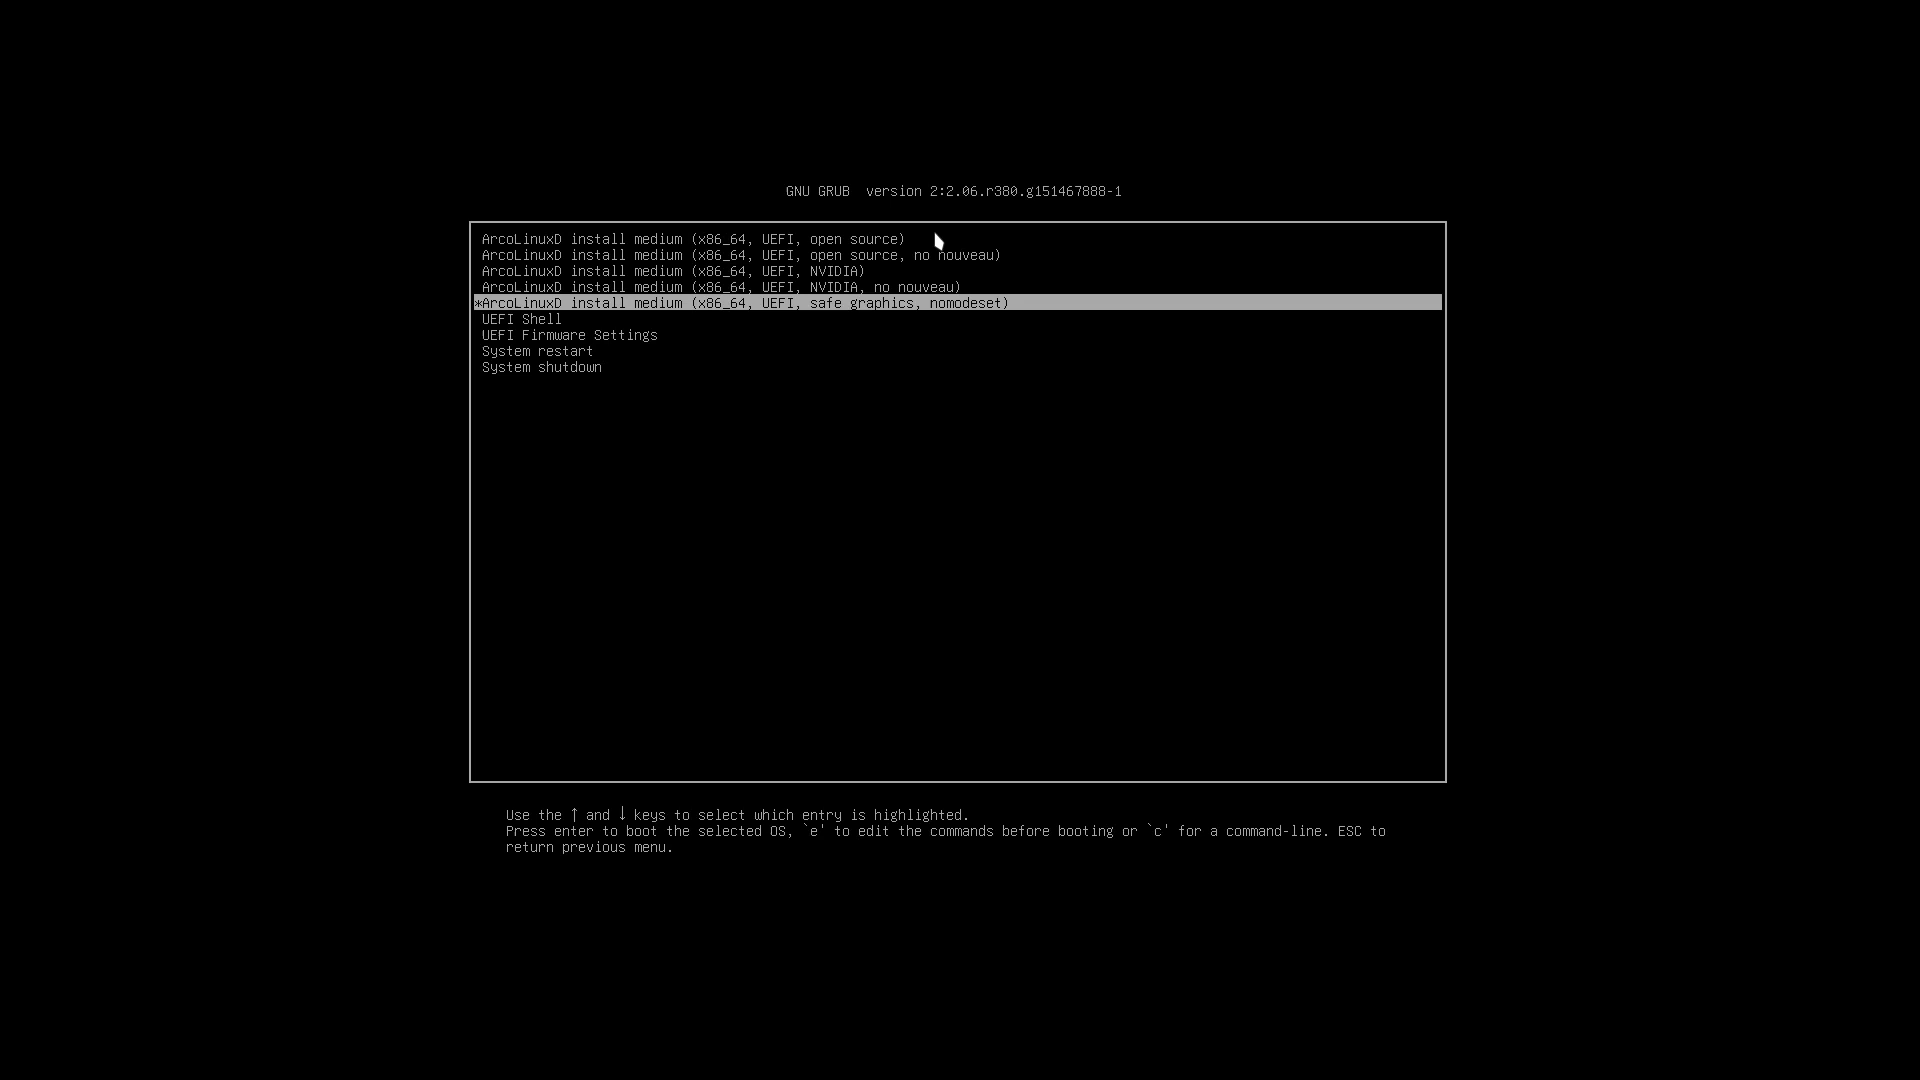 GNU GRUB  version 2:2.06.r380.g151467888-1
ArcoLinuxD install medium (x86_64, UEFI, open source)
ArcoLinuxD install medium (x86_64, UEFI, open source, no nouveau)
ArcoLinuxD install medium (x86_64, UEFI, NVIDIA)
ArcoLinuxD install medium (x86_64, UEFI, NVIDIA, no nouveau)
*ArcoLinuxD install medium (x86_64, UEFI, safe graphics, nomodeset)
UEFI Shell
UEFI Firmware Settings
System restart
System shutdown
Use the ↑ and ↓ keys to select which entry is highlighted.
Press enter to boot the selected OS, `e' to edit the commands before booting or `c' for a command-line. ESC to
return previous menu.